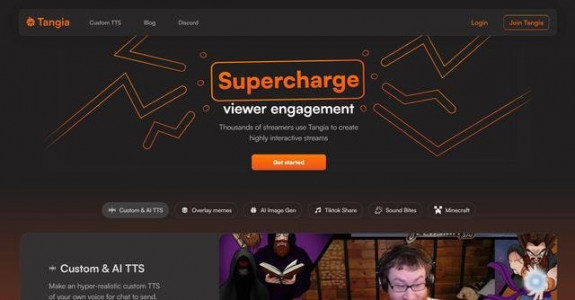 Tangia
Custom TTS
Blog
Discord
Login
Join Tangia
Supercharge
viewer engagement
Thousands of streamers use Tangia to create
highly interactive streams
Get started
Custom & AI TTS
Overlay memes
AI Image Gen
Tiktok Share
Sound Bites
Minecraft
Custom & AI TTS
Make an hyper-realistic custom TTS
of your own voice for chat to send.